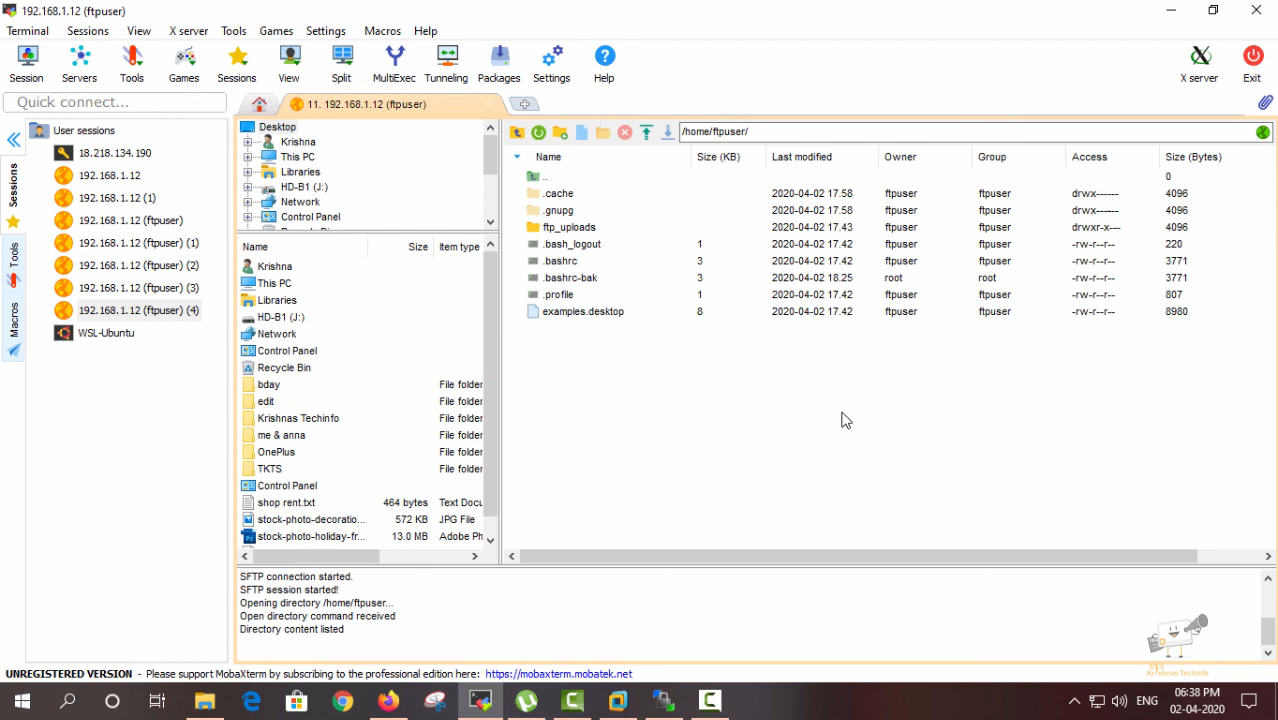 192.168.1.12 (ftpuser)
Terminal Sessions View X server Tools Games Settings Macros Help
Session Servers Tools Games Sessions View Split MultiExec Tunneling Packages Settings Help X server Exit
Quick connect...
11. 192.168.1.12 (ftpuser)
Sessions
Tools
Macros
User sessions
18.218.134.190
192.168.1.12
192.168.1.12 (1)
192.168.1.12 (ftpuser)
192.168.1.12 (ftpuser) (1)
192.168.1.12 (ftpuser) (2)
192.168.1.12 (ftpuser) (3)
192.168.1.12 (ftpuser) (4)
WSL-Ubuntu
Desktop
Krishna
This PC
Libraries
HD-B1 (J:)
Network
Control Panel
Name Size Item type
Krishna
This PC
Libraries
HD-B1 (J:)
Network
Control Panel
Recycle Bin
bday File folder
edit File folder
Krishnas Techinfo File folder
me & anna File folder
OnePlus File folder
TKTS File folder
Control Panel
shop rent.txt 464 bytes Text Docu
stock-photo-decoratio... 572 KB JPG File
stock-photo-holiday-fr... 13.0 MB Adobe Ph
/home/ftpuser/
Name Size (KB) Last modified Owner Group Access Size (Bytes)
.. 0
.cache 2020-04-02 17.58 ftpuser ftpuser drwx------ 4096
.gnupg 2020-04-02 17.58 ftpuser ftpuser drwx------ 4096
ftp_uploads 2020-04-02 17.43 ftpuser ftpuser drwxr-x--- 4096
.bash_logout 1 2020-04-02 17.42 ftpuser ftpuser -rw-r--r-- 220
.bashrc 3 2020-04-02 17.42 ftpuser ftpuser -rw-r--r-- 3771
.bashrc-bak 3 2020-04-02 18.25 root root -rw-r--r-- 3771
.profile 1 2020-04-02 17.42 ftpuser ftpuser -rw-r--r-- 807
examples.desktop 8 2020-04-02 17.42 ftpuser ftpuser -rw-r--r-- 8980
SFTP connection started.
SFTP session started!
Opening directory /home/ftpuser...
Open directory command received
Directory content listed
Krishnas Techinfo
UNREGISTERED VERSION - Please support MobaXterm by subscribing to the professional edition here: https://mobaxterm.mobatek.net
ENG
06:38 PM
02-04-2020